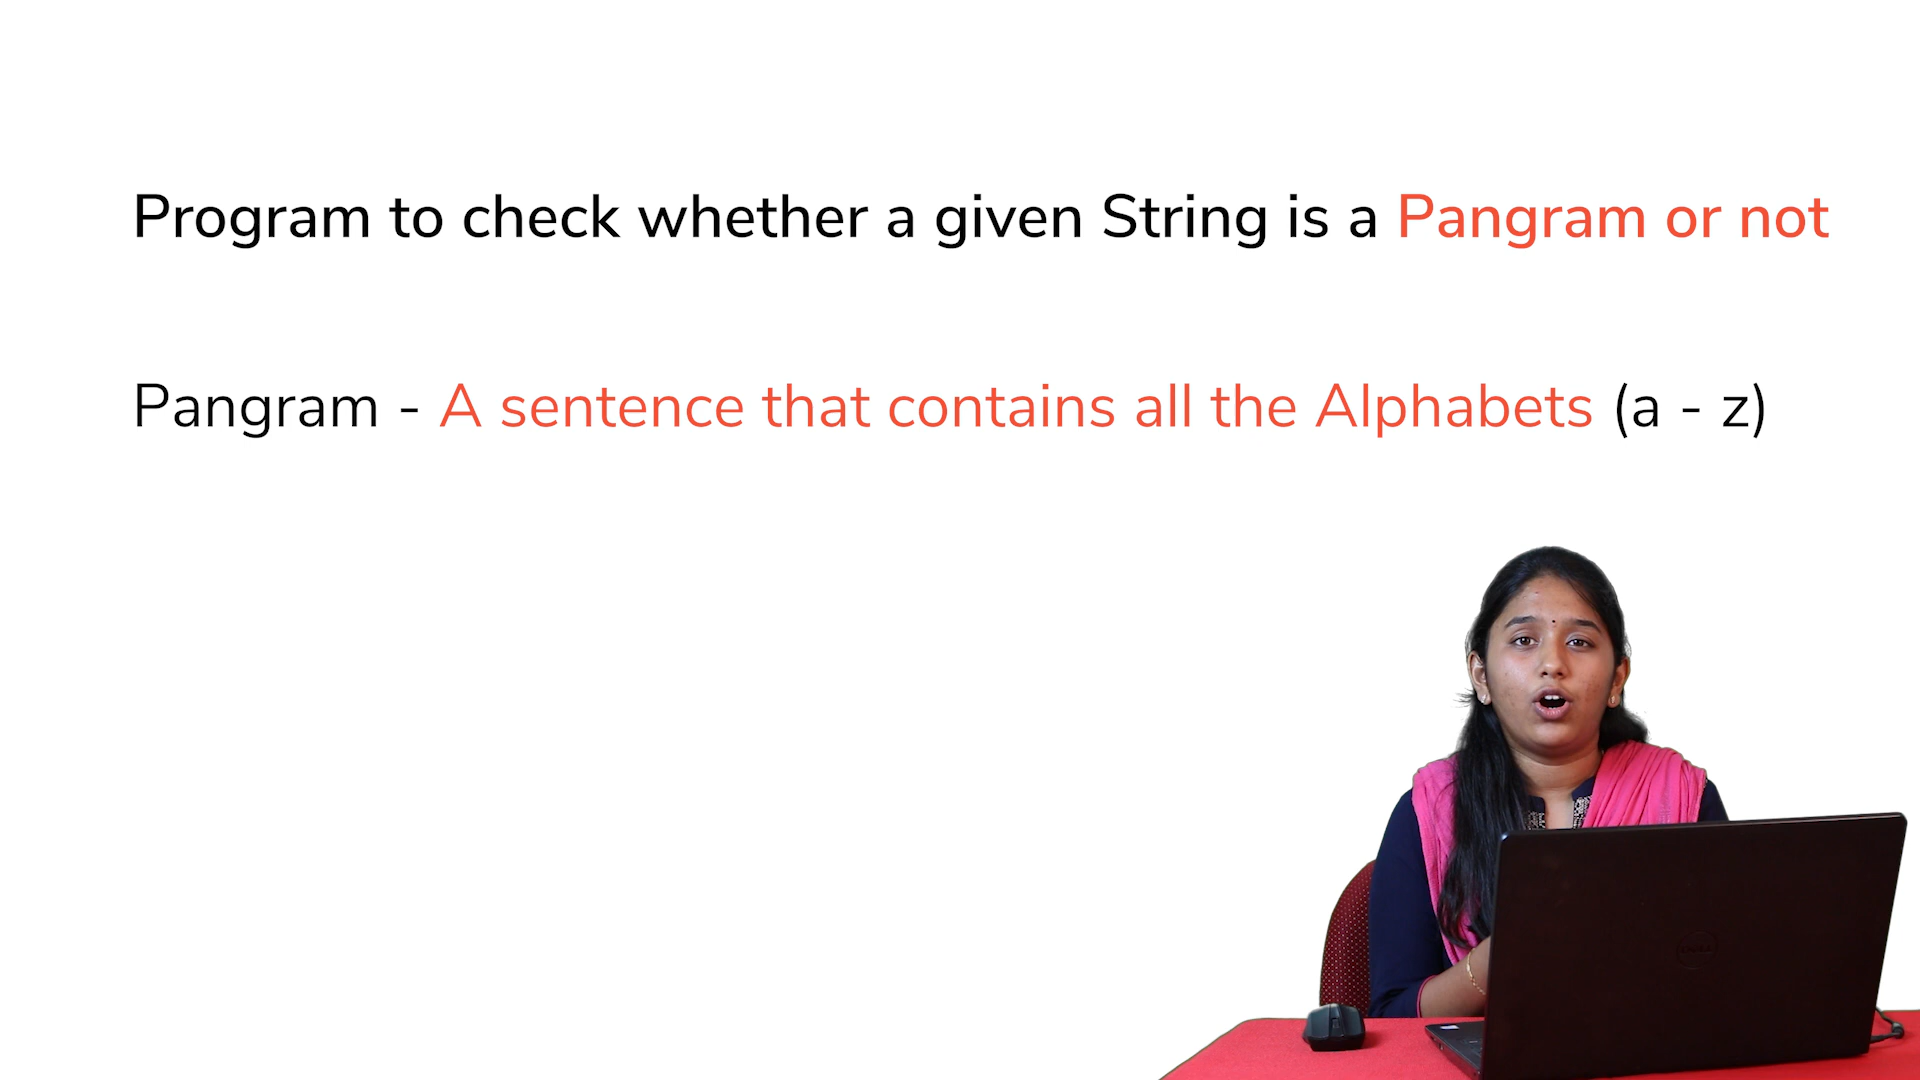 Program to check whether a given String is a Pangram or not
Pangram - A sentence that contains all the Alphabets (a - z)